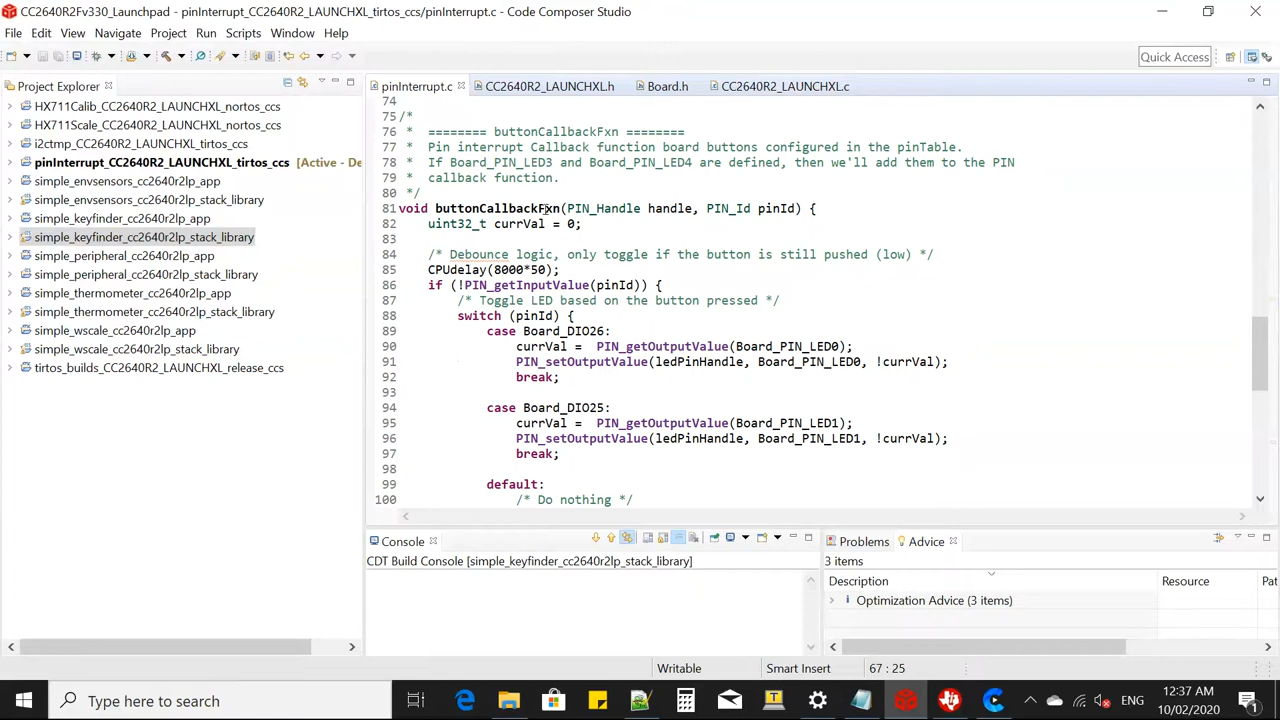 CC2640R2Fv330_Launchpad - pinInterrupt_CC2640R2_LAUNCHXL_tirtos_ccs/pinInterrupt.c - Code Composer Studio
File Edit View Navigate Project Run Scripts Window Help
Quick Access
Project Explorer
HX711Calib_CC2640R2_LAUNCHXL_nortos_ccs
HX711Scale_CC2640R2_LAUNCHXL_nortos_ccs
i2ctmp_CC2640R2_LAUNCHXL_tirtos_ccs
pinInterrupt_CC2640R2_LAUNCHXL_tirtos_ccs [Active - De
simple_envsensors_cc2640r2lp_app
simple_envsensors_cc2640r2lp_stack_library
simple_keyfinder_cc2640r2lp_app
simple_keyfinder_cc2640r2lp_stack_library
simple_peripheral_cc2640r2lp_app
simple_peripheral_cc2640r2lp_stack_library
simple_thermometer_cc2640r2lp_app
simple_thermometer_cc2640r2lp_stack_library
simple_wscale_cc2640r2lp_app
simple_wscale_cc2640r2lp_stack_library
tirtos_builds_CC2640R2_LAUNCHXL_release_ccs
pinInterrupt.c CC2640R2_LAUNCHXL.h Board.h CC2640R2_LAUNCHXL.c
74
75 /*
76 * ======== buttonCallbackFxn ========
77 * Pin interrupt Callback function board buttons configured in the pinTable.
78 * If Board_PIN_LED3 and Board_PIN_LED4 are defined, then we'll add them to the PIN
79 * callback function.
80 */
81 void buttonCallbackFxn(PIN_Handle handle, PIN_Id pinId) {
82 uint32_t currVal = 0;
83
84 /* Debounce logic, only toggle if the button is still pushed (low) */
85 CPUdelay(8000*50);
86 if (!PIN_getInputValue(pinId)) {
87 /* Toggle LED based on the button pressed */
88 switch (pinId) {
89 case Board_DIO26:
90 currVal = PIN_getOutputValue(Board_PIN_LED0);
91 PIN_setOutputValue(ledPinHandle, Board_PIN_LED0, !currVal);
92 break;
93
94 case Board_DIO25:
95 currVal = PIN_getOutputValue(Board_PIN_LED1);
96 PIN_setOutputValue(ledPinHandle, Board_PIN_LED1, !currVal);
97 break;
98
99 default:
100 /* Do nothing */
Console
CDT Build Console [simple_keyfinder_cc2640r2lp_stack_library]
Problems Advice
3 items
Description Resource Pat
Optimization Advice (3 items)
Writable Smart Insert 67 : 25
Type here to search
ENG
12:37 AM
10/02/2020
1